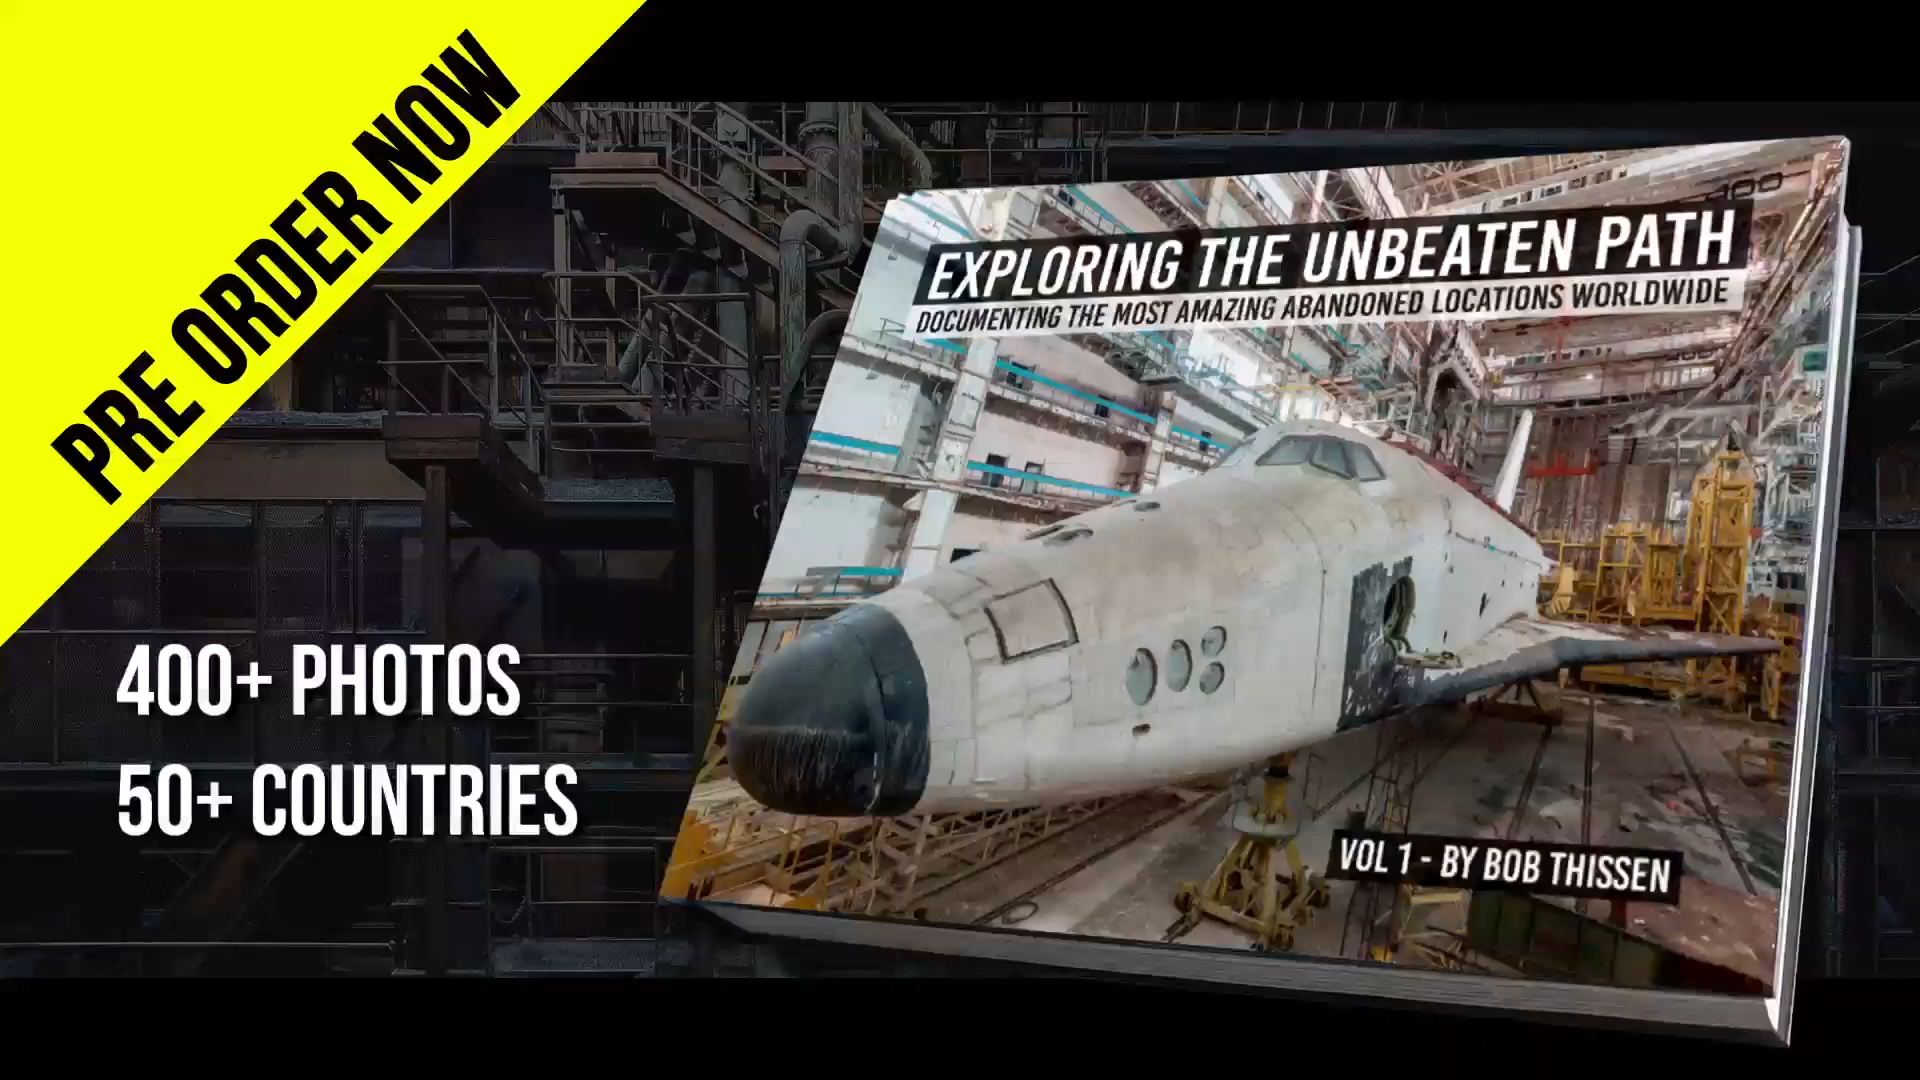 PRE ORDER NOW
EXPLORING THE UNBEATEN PATH
DOCUMENTING THE MOST AMAZING ABANDONED LOCATIONS WORLDWIDE
400+ PHOTOS
50+ COUNTRIES
VOL 1 - BY BOB THISSEN